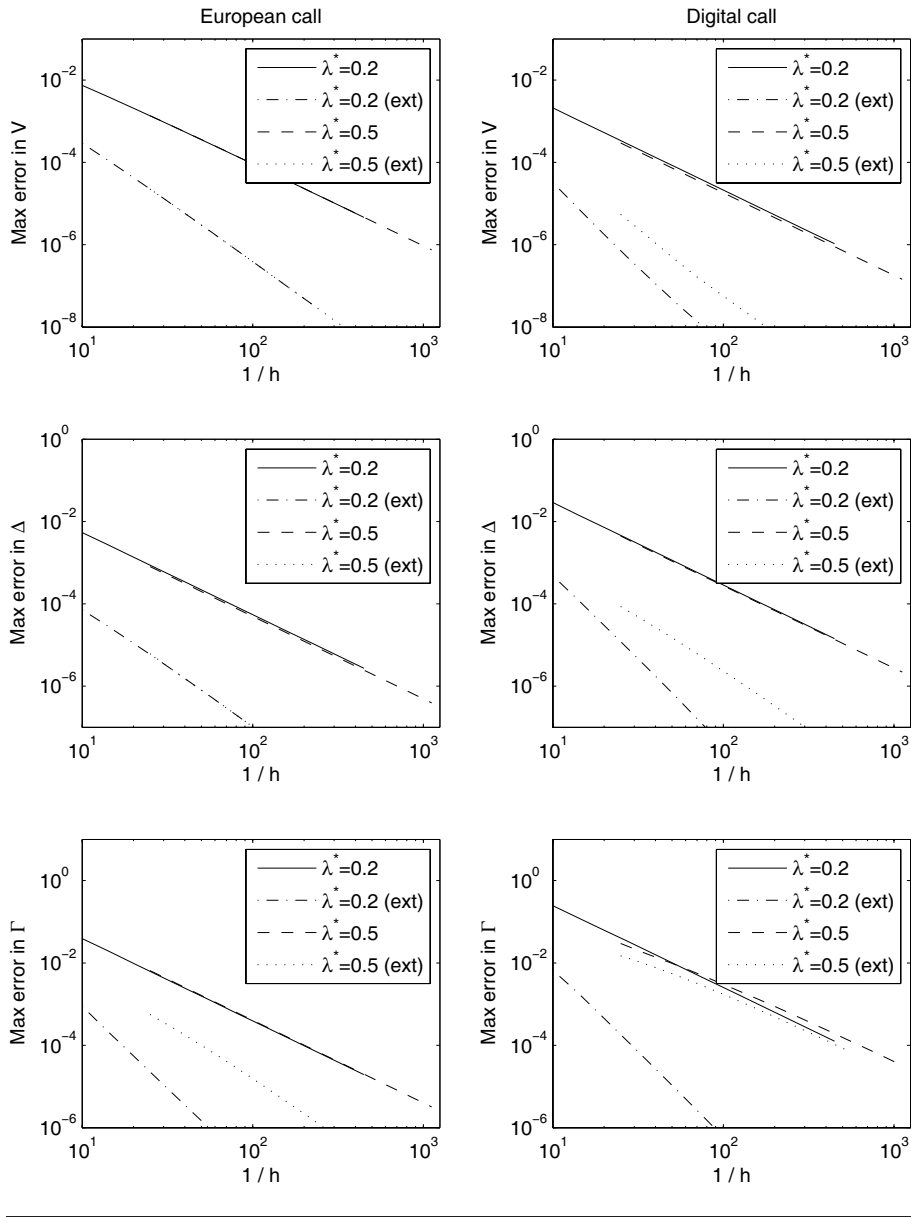 European call
Max error in V
10^−2
10^−4
10^−6
10^−8
10^1
10^2
10^3
1 / h
λ*=0.2
λ*=0.2 (ext)
λ*=0.5
λ*=0.5 (ext)
Digital call
Max error in V
10^−2
10^−4
10^−6
10^−8
10^1
10^2
10^3
1 / h
λ*=0.2
λ*=0.2 (ext)
λ*=0.5
λ*=0.5 (ext)
Max error in Δ
10^0
10^−2
10^−4
10^−6
10^1
10^2
10^3
1 / h
λ*=0.2
λ*=0.2 (ext)
λ*=0.5
λ*=0.5 (ext)
Max error in Δ
10^0
10^−2
10^−4
10^−6
10^1
10^2
10^3
1 / h
λ*=0.2
λ*=0.2 (ext)
λ*=0.5
λ*=0.5 (ext)
Max error in Γ
10^0
10^−2
10^−4
10^−6
10^1
10^2
10^3
1 / h
λ*=0.2
λ*=0.2 (ext)
λ*=0.5
λ*=0.5 (ext)
Max error in Γ
10^0
10^−2
10^−4
10^−6
10^1
10^2
10^3
1 / h
λ*=0.2
λ*=0.2 (ext)
λ*=0.5
λ*=0.5 (ext)